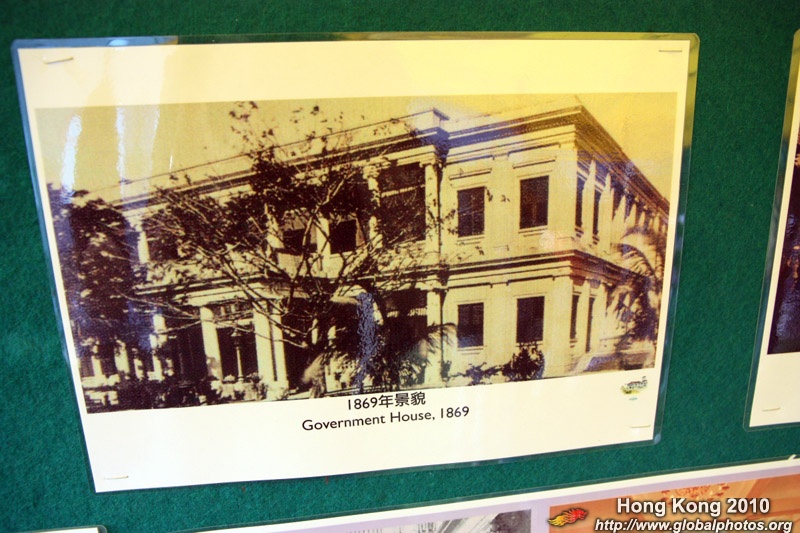 1869年景貌
Government House, 1869
Hong Kong 2010
http://www.globalphotos.org